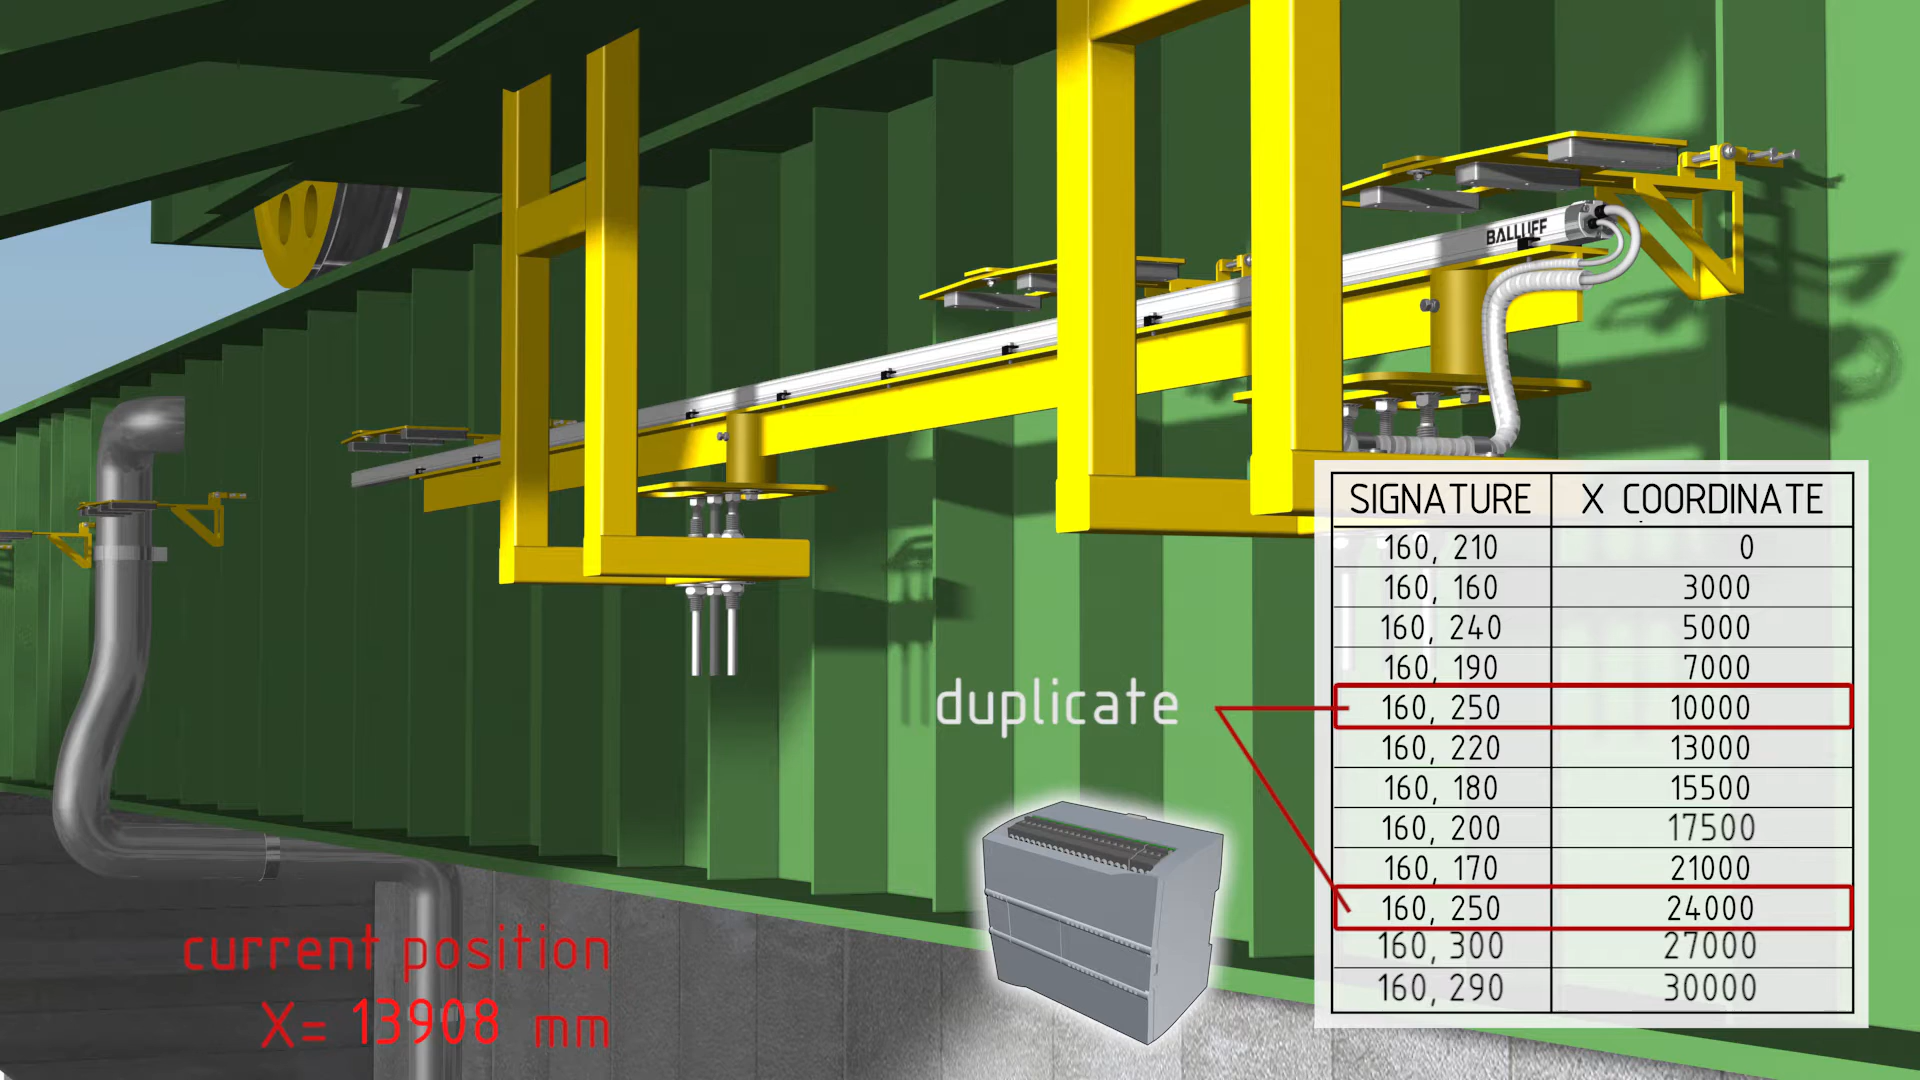 BALLUFF
SIGNATURE X COORDINATE
160, 210 0
160, 160 3000
160, 240 5000
160, 190 7000
160, 250 10000
160, 220 13000
160, 180 15500
160, 200 17500
160, 170 21000
160, 250 24000
160, 300 27000
160, 290 30000
duplicate
current position
X= 13908 mm